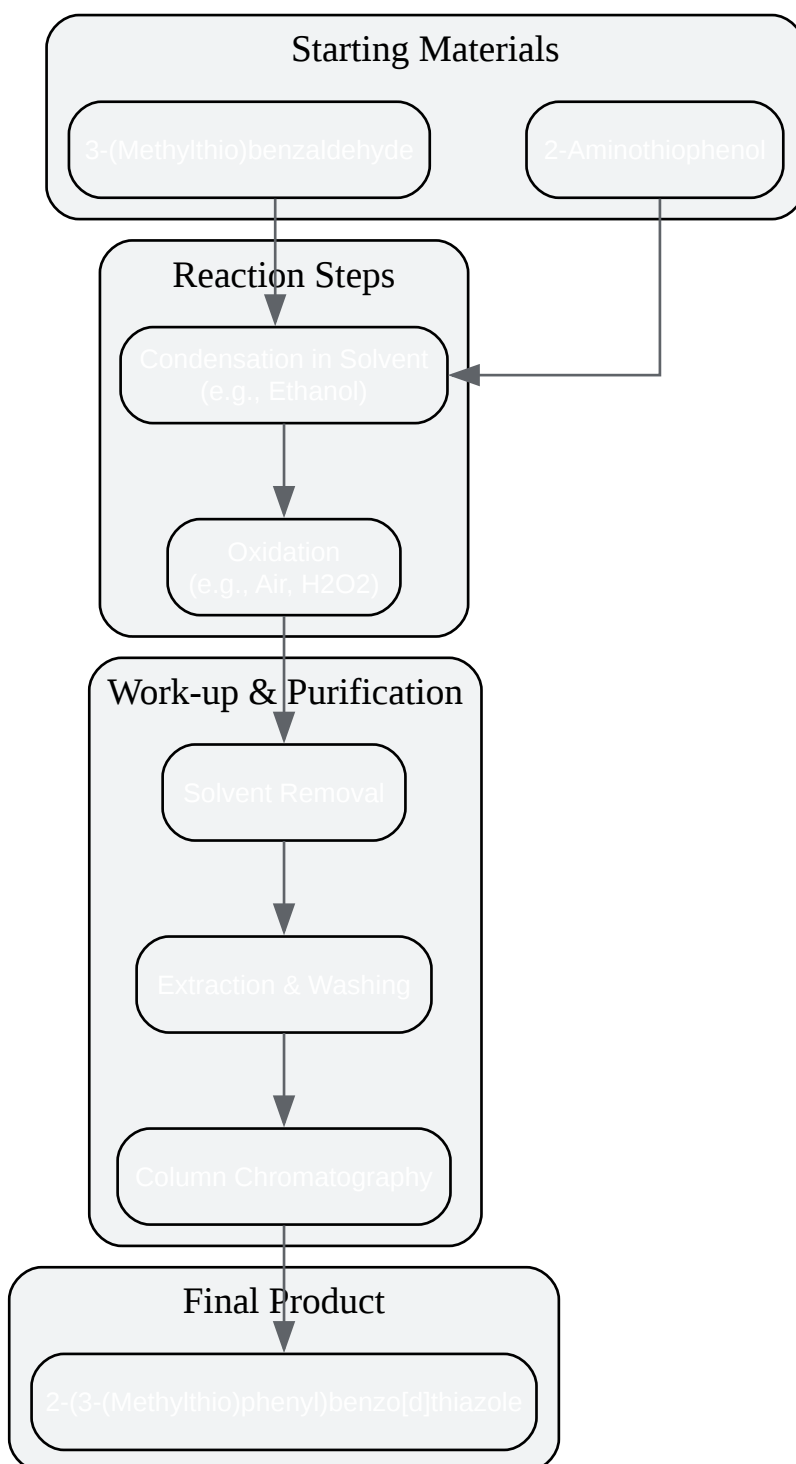 Starting Materials
3-(Methylthio)benzaldehyde
2-Aminothiophenol
Reaction Steps
Condensation in Solvent
(e.g., Ethanol)
Oxidation
(e.g., Air, H2O2)
Work-up & Purification
Solvent Removal
Extraction & Washing
Column Chromatography
Final Product
2-(3-(Methylthio)phenyl)benzo[d]thiazole